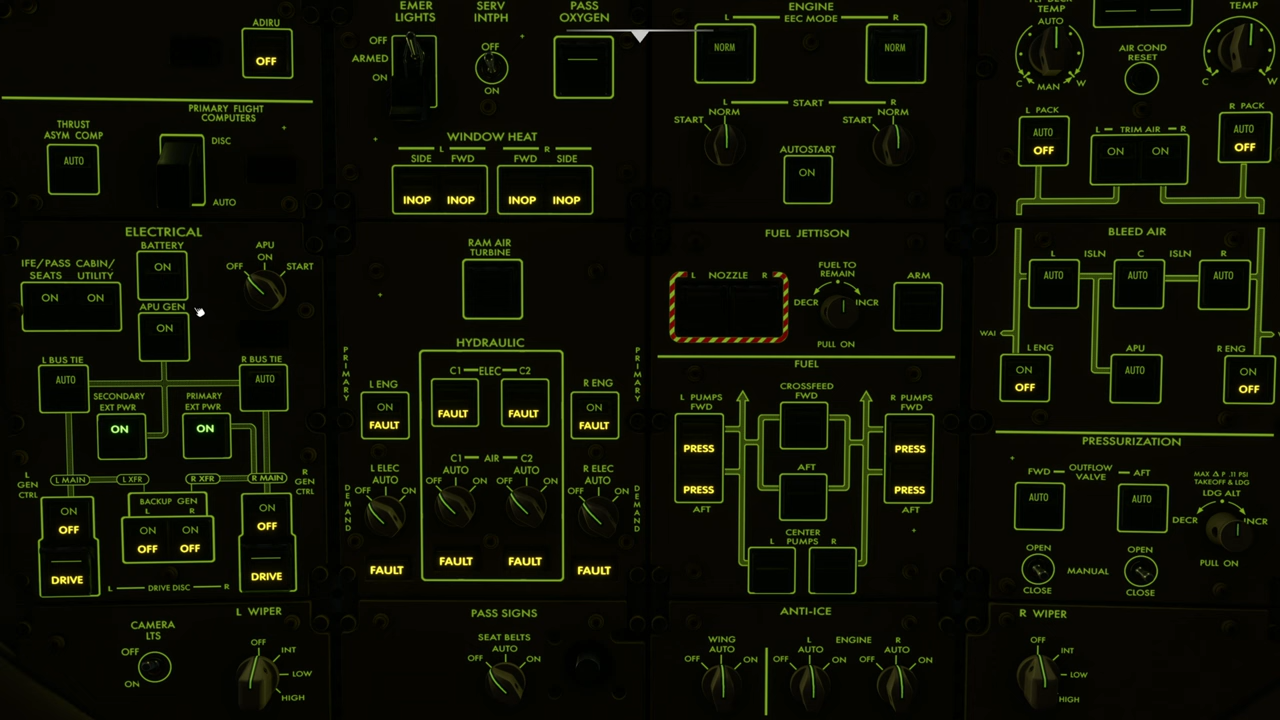 ADIRU
OFF
PRIMARY FLIGHT
COMPUTERS
DISC
AUTO
THRUST
ASYM COMP
AUTO
EMER
LIGHTS
OFF
ARMED
ON
SERV
INTPH
OFF
ON
PASS
OXYGEN
WINDOW HEAT
L R
SIDE FWD FWD SIDE
INOP INOP INOP INOP
ENGINE
L EEC MODE R
NORM NORM
L START R
START NORM START NORM
AUTOSTART
ON
TEMP
AUTO
C MAN W
AIR COND
RESET
TEMP
C W
L PACK
AUTO
OFF
L TRIM AIR R
ON ON
R PACK
AUTO
OFF
ELECTRICAL
BATTERY
ON
IFE/PASS CABIN/
SEATS UTILITY
ON ON
APU
OFF ON START
APU GEN
ON
L BUS TIE
AUTO
R BUS TIE
AUTO
SECONDARY
EXT PWR
ON
PRIMARY
EXT PWR
ON
L MAIN L XFR R XFR R MAIN
L
GEN
CTRL
R
GEN
CTRL
ON
OFF
BACKUP GEN
L R
ON ON
OFF OFF
ON
OFF
DRIVE
DRIVE
L DRIVE DISC R
RAM AIR
TURBINE
HYDRAULIC
PRIMARY
PRIMARY
C1 ELEC C2
FAULT FAULT
L ENG
ON
FAULT
R ENG
ON
FAULT
C1 AIR C2
AUTO AUTO
OFF ON OFF ON
L ELEC
AUTO
OFF ON
R ELEC
AUTO
OFF ON
DEMAND
DEMAND
FAULT FAULT FAULT FAULT
FUEL JETTISON
L NOZZLE R
FUEL TO
REMAIN
DECR INCR
PULL ON
ARM
FUEL
L PUMPS
FWD
PRESS
PRESS
AFT
CROSSFEED
FWD
AFT
R PUMPS
FWD
PRESS
PRESS
AFT
CENTER
L PUMPS R
BLEED AIR
L ISLN C ISLN R
AUTO AUTO AUTO
WAI
L ENG
ON
OFF
APU
AUTO
R ENG
ON
OFF
PRESSURIZATION
FWD OUTFLOW VALVE AFT
AUTO AUTO
MAX Δ P .11 PSI
TAKEOFF & LDG
LDG ALT
DECR INCR
PULL ON
OPEN OPEN
MANUAL
CLOSE CLOSE
CAMERA
LTS
OFF
ON
L WIPER
OFF
INT
LOW
HIGH
PASS SIGNS
SEAT BELTS
AUTO
OFF ON
ANTI-ICE
WING
AUTO
OFF ON
L ENGINE R
AUTO AUTO
OFF ON OFF ON
R WIPER
OFF
INT
LOW
HIGH